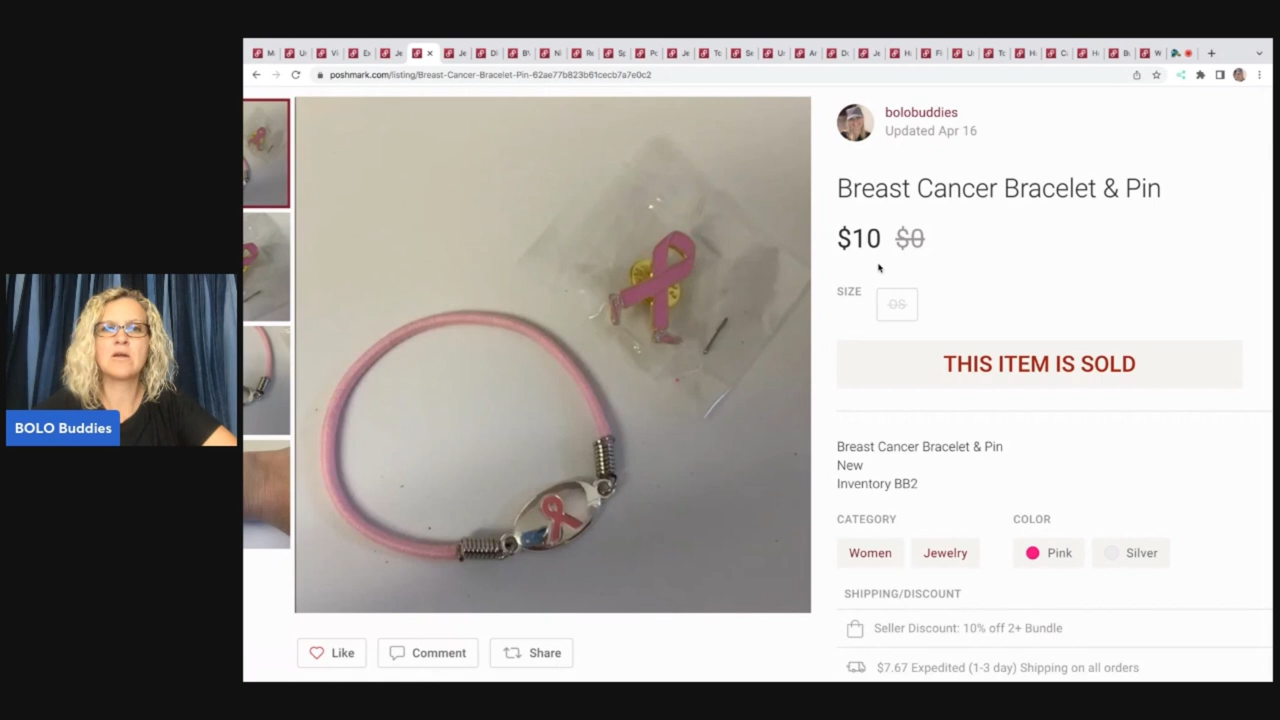 poshmark.com/listing/Breast-Cancer-Bracelet-Pin-62ae77b823b61cecb7a7e0c2
bolobuddies
Updated Apr 16
Breast Cancer Bracelet & Pin
$10 $0
SIZE
OS
THIS ITEM IS SOLD
BOLO Buddies
Breast Cancer Bracelet & Pin
New
Inventory BB2
CATEGORY
COLOR
Women
Jewelry
Pink
Silver
SHIPPING/DISCOUNT
Seller Discount: 10% off 2+ Bundle
Like
Comment
Share
$7.67 Expedited (1-3 day) Shipping on all orders